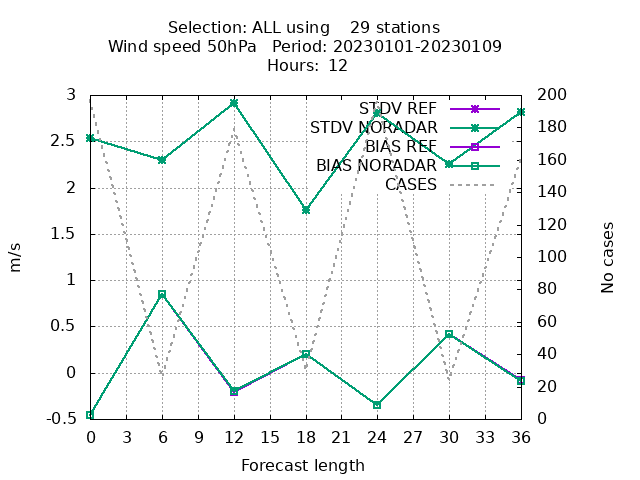 Selection: ALL using    29 stations
Wind speed 50hPa   Period: 20230101-20230109
Hours:  12
STDV REF
STDV NORADAR
BIAS REF
BIAS NORADAR
CASES
3
2.5
2
1.5
1
0.5
0
-0.5
200
180
160
140
120
100
80
60
40
20
0
m/s
No cases
0 3 6 9 12 15 18 21 24 27 30 33 36
Forecast length